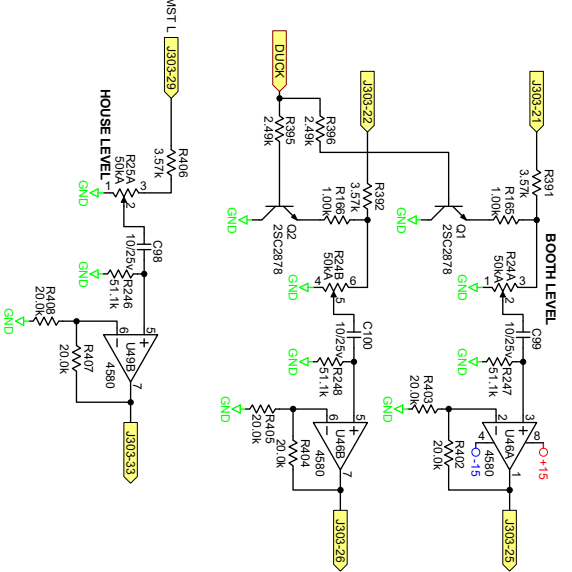 MST L
J303-29
R406
3.57k
HOUSE LEVEL
R25A
50kA
1
2
3
GND
C98
10/25v
R246
51.1k
GND
R408
20.0k
GND
R407
20.0k
5
6
7
+
−
U49B
4580
J303-33
DUCK
J303-22
J303-21
R395
2.49k
R396
2.49k
R392
3.57k
R391
3.57k
R166
1.00k
R165
1.00k
Q2
2SC2878
GND
Q1
2SC2878
GND
BOOTH LEVEL
R24B
50kA
4
5
6
GND
R24A
50kA
1
2
3
GND
C100
10/25v
R248
51.1k
GND
C99
10/25v
R247
51.1k
GND
R405
20.0k
GND
R404
20.0k
5
6
7
+
−
U46B
4580
J303-26
R403
20.0k
GND
R402
20.0k
3
2
1
8
4
+
−
U46A
4580
+15
-15
J303-25